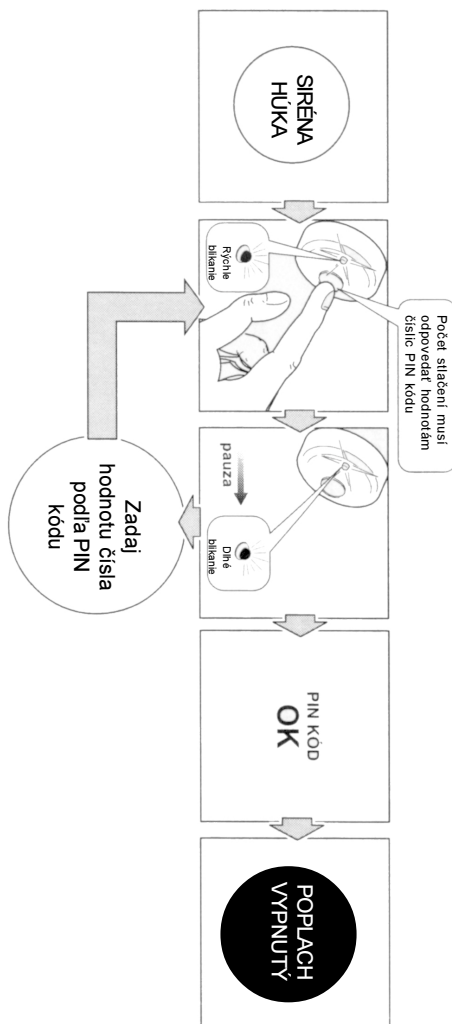 SIRÉNA
HÚKA
Počet stlačení musí
odpovedať hodnotám
číslic PIN kódu
Rýchle
blikanie
pauza
Dlhé
blikanie
Zadaj
hodnotu čísla
podľa PIN
kódu
PIN KÓD
OK
POPLACH
VYPNUTÝ